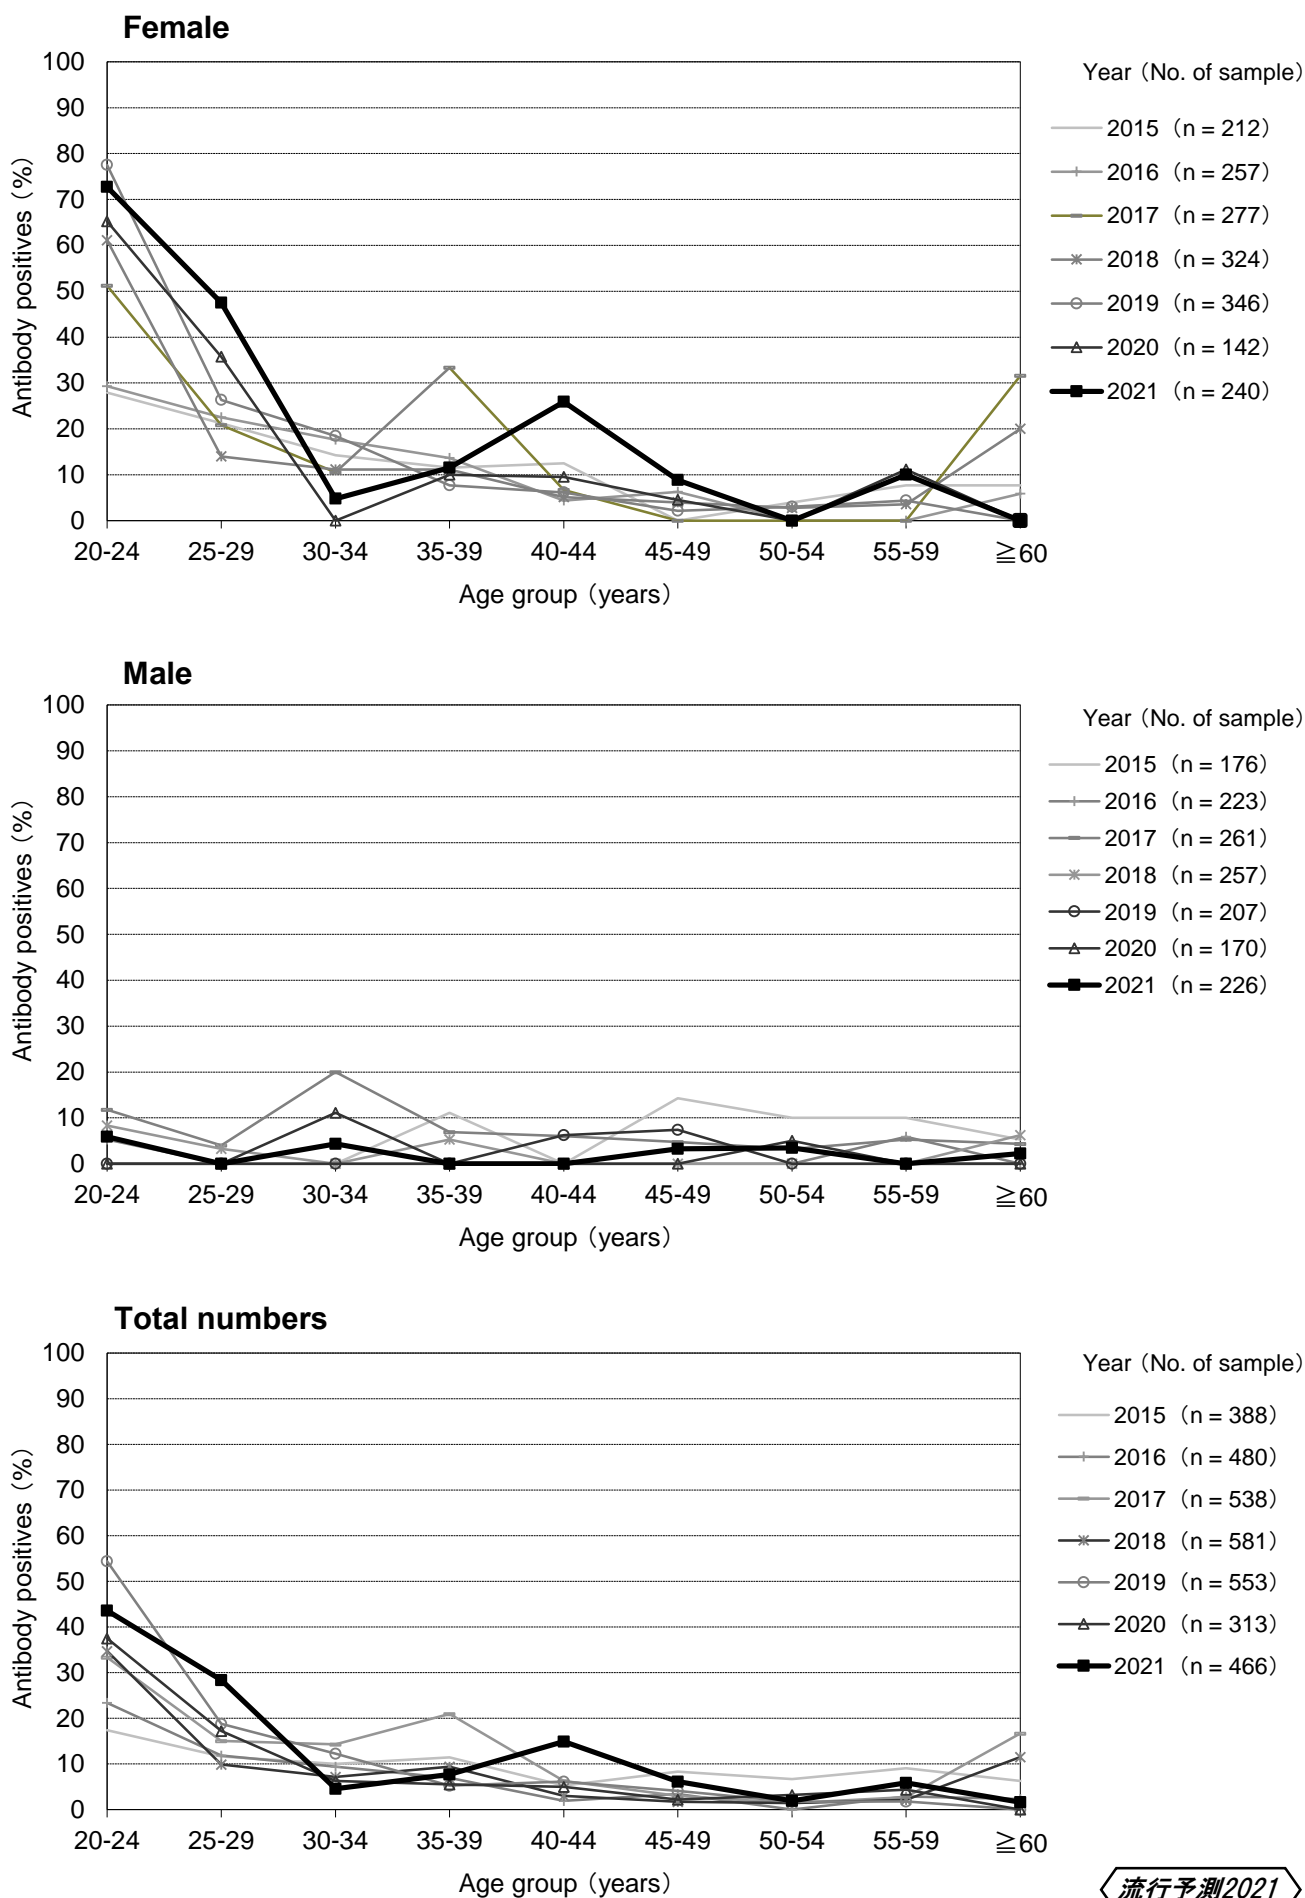 Female
Antibody positives (%)
100
90
80
70
60
50
40
30
20
10
0
20-24 25-29 30-34 35-39 40-44 45-49 50-54 55-59 ≧60
Age group (years)
Year (No. of sample)
2015 (n = 212)
2016 (n = 257)
2017 (n = 277)
2018 (n = 324)
2019 (n = 346)
2020 (n = 142)
2021 (n = 240)
Male
Antibody positives (%)
100
90
80
70
60
50
40
30
20
10
0
20-24 25-29 30-34 35-39 40-44 45-49 50-54 55-59 ≧60
Age group (years)
Year (No. of sample)
2015 (n = 176)
2016 (n = 223)
2017 (n = 261)
2018 (n = 257)
2019 (n = 207)
2020 (n = 170)
2021 (n = 226)
Total numbers
Antibody positives (%)
100
90
80
70
60
50
40
30
20
10
0
20-24 25-29 30-34 35-39 40-44 45-49 50-54 55-59 ≧60
Age group (years)
Year (No. of sample)
2015 (n = 388)
2016 (n = 480)
2017 (n = 538)
2018 (n = 581)
2019 (n = 553)
2020 (n = 313)
2021 (n = 466)
流行予測2021